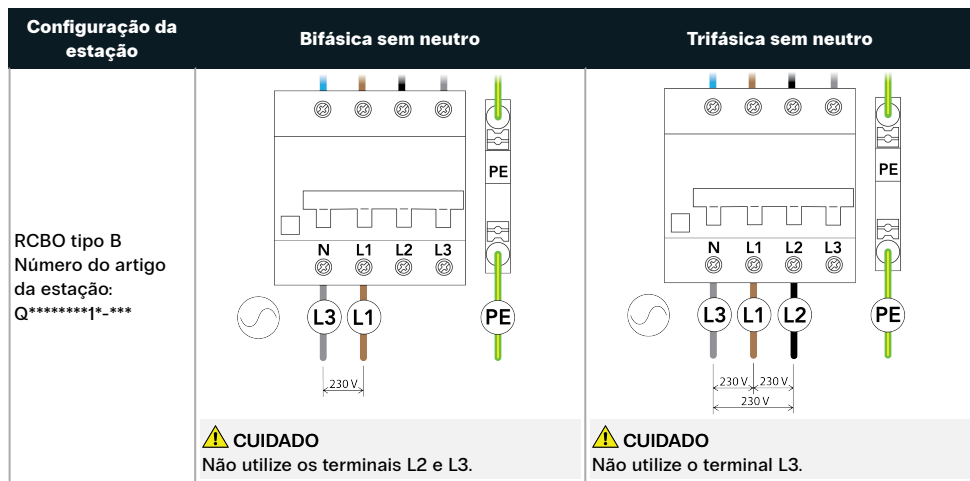 Configuração da
estação
Bifásica sem neutro
Trifásica sem neutro
RCBO tipo B
Número do artigo
da estação:
Q********1*-***
PE
N L1 L2 L3
L3 L1 PE
230 V
CUIDADO
Não utilize os terminais L2 e L3.
PE
N L1 L2 L3
L3 L1 L2 PE
230 V 230 V
230 V
CUIDADO
Não utilize o terminal L3.